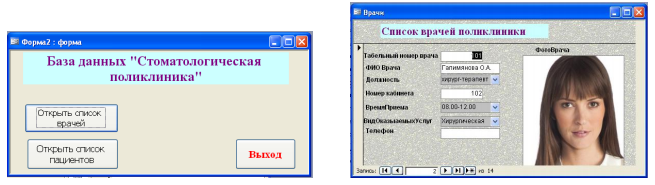 Форма2 : форма
База данных "Стоматологическая
поликлиника"
Открыть список
врачей
Открыть список
пациентов
Выход
Врачи
Список врачей поликлиники
Табельный номер врача 101
ФИО Врача Галимянова О.А.
Должность хирург-терапевт
Номер кабинета 102
ВремяПриема 08.00-12.00
ВидОказываемыхУслуг Хирургическая
Телефон
ФотоВрача
Запись: 2 из 14